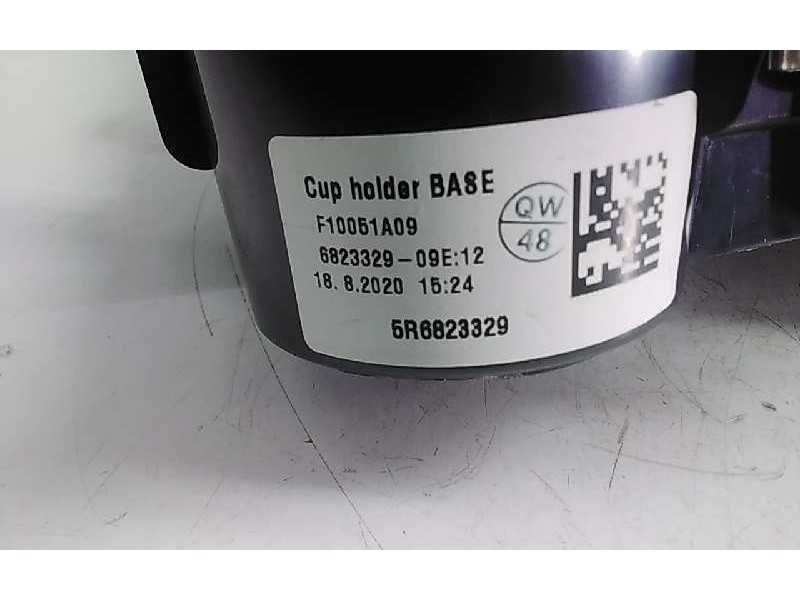 Cup holder BASE
F10051A09
6823329-09E:12
18. 8.2020 15:24
5R6823329
QW
48